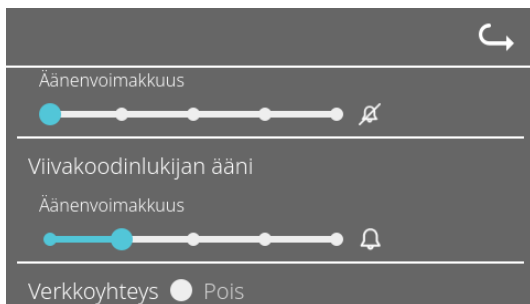 Äänenvoimakkuus
Viivakoodinlukijan ääni
Äänenvoimakkuus
Verkkoyhteys Pois